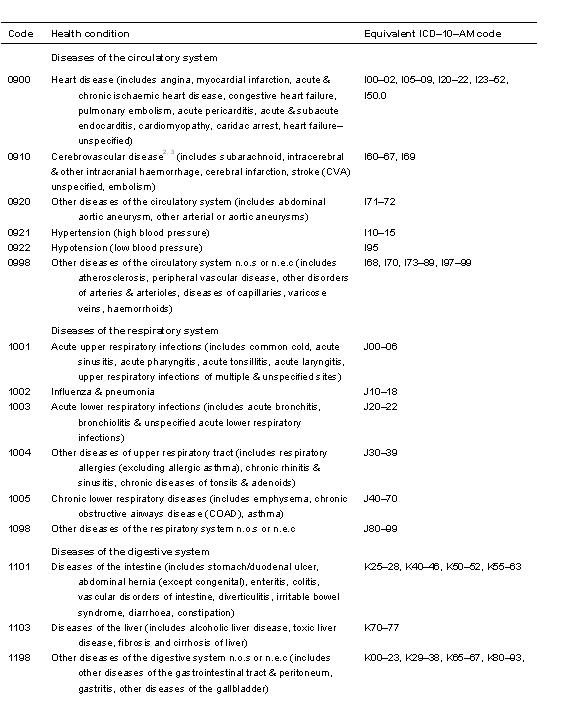 Code Health condition Equivalent ICD–10–AM code
Diseases of the circulatory system
0900 Heart disease (includes angina, myocardial infarction, acute & I00–02, I05–09, I20–22, I23–52,
chronic ischaemic heart disease, congestive heart failure, I50.0
pulmonary embolism, acute pericarditis, acute & subacute
endocarditis, cardiomyopathy, caridac arrest, heart failure–
unspecified)
0910 Cerebrovascular disease2, 3 (includes subarachnoid, intracerebral I60–67, I69
& other intracranial haemorrhage, cerebral infarction, stroke (CVA)
unspecified, embolism)
0920 Other diseases of the circulatory system (includes abdominal I71–72
aortic aneurysm, other arterial or aortic aneurysms)
0921 Hypertension (high blood pressure) I10–15
0922 Hypotension (low blood pressure) I95
0998 Other diseases of the circulatory system n.o.s or n.e.c (includes I68, I70, I73–89, I97–99
atherosclerosis, peripheral vascular disease, other disorders
of arteries & arterioles, diseases of capillaries, varicose
veins, haemorrhoids)
Diseases of the respiratory system
1001 Acute upper respiratory infections (includes common cold, acute J00–06
sinusitis, acute pharyngitis, acute tonsillitis, acute laryngitis,
upper respiratory infections of multiple & unspecified sites)
1002 Influenza & pneumonia J10–18
1003 Acute lower respiratory infections (includes acute bronchitis, J20–22
bronchiolitis & unspecified acute lower respiratory
infections)
1004 Other diseases of upper respiratory tract (includes respiratory J30–39
allergies (excluding allergic asthma), chronic rhinitis &
sinusitis, chronic diseases of tonsils & adenoids)
1005 Chronic lower respiratory diseases (includes emphysema, chronic J40–70
obstructive airways disease (COAD), asthma)
1098 Other diseases of the respiratory system n.o.s or n.e.c J80–99
Diseases of the digestive system
1101 Diseases of the intestine (includes stomach/duodenal ulcer, K25–28, K40–46, K50–52, K55–63
abdominal hernia (except congenital), enteritis, colitis,
vascular disorders of intestine, diverticulitis, irritable bowel
syndrome, diarrhoea, constipation)
1103 Diseases of the liver (includes alcoholic liver disease, toxic liver K70–77
disease, fibrosis and cirrhosis of liver)
1198 Other diseases of the digestive system n.o.s or n.e.c (includes K00–23, K29–38, K65–67, K80–93,
other diseases of the gastrointestinal tract & peritoneum,
gastritis, other diseases of the gallbladder)